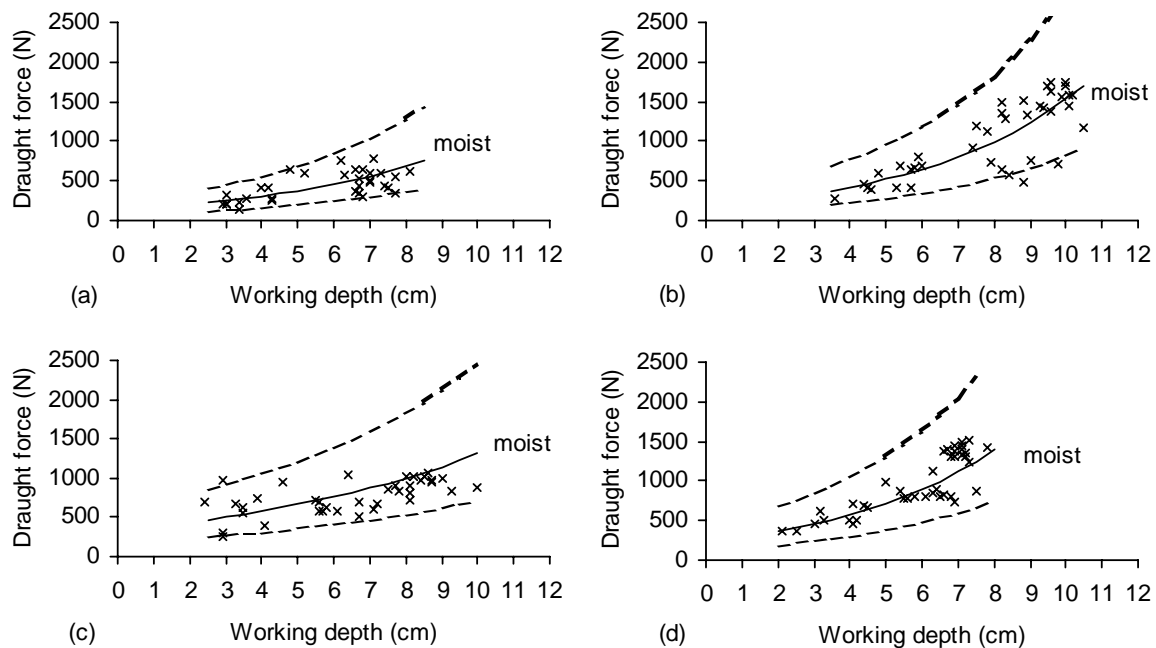 2500
2000
1500
1000
500
0
Draught force (N)
moist
0 1 2 3 4 5 6 7 8 9 10 11 12
(a) Working depth (cm)
2500
2000
1500
1000
500
0
Draught forec (N)
moist
0 1 2 3 4 5 6 7 8 9 10 11 12
(b) Working depth (cm)
2500
2000
1500
1000
500
0
Draught force (N)
moist
0 1 2 3 4 5 6 7 8 9 10 11 12
(c) Working depth (cm)
2500
2000
1500
1000
500
0
Draught force (N)
moist
0 1 2 3 4 5 6 7 8 9 10 11 12
(d) Working depth (cm)